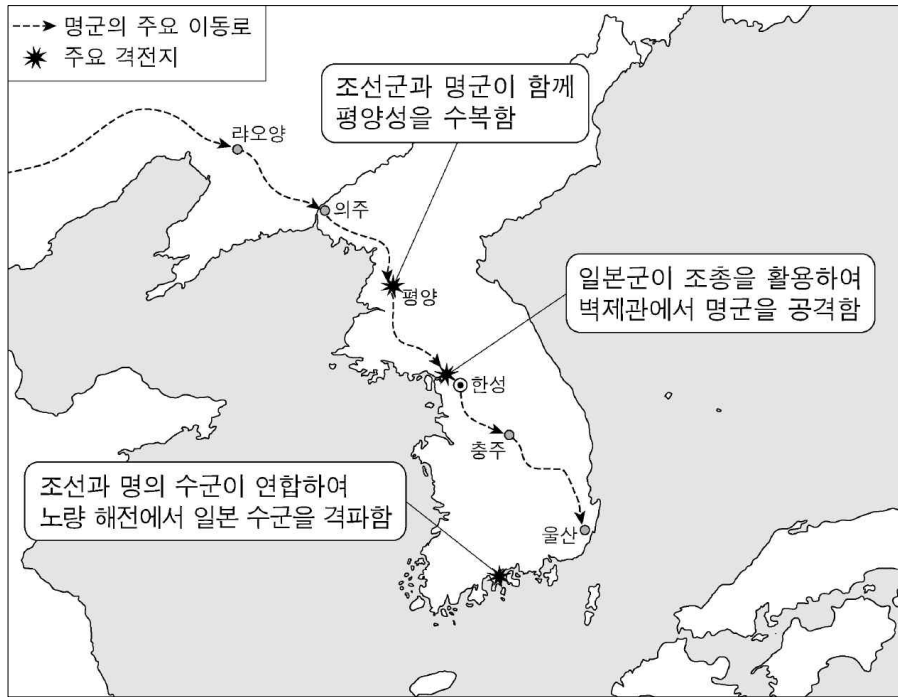 명군의 주요 이동로
주요 격전지
조선군과 명군이 함께
평양성을 수복함
랴오양
의주
평양
일본군이 조총을 활용하여
벽제관에서 명군을 공격함
한성
충주
조선과 명의 수군이 연합하여
노량 해전에서 일본 수군을 격파함
울산